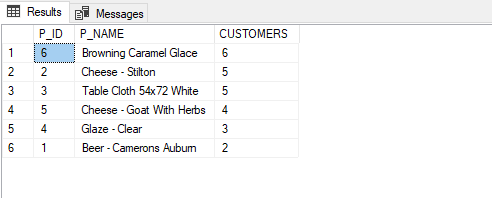 Results Messages
P_ID P_NAME CUSTOMERS
1 6 Browning Caramel Glace 6
2 2 Cheese - Stilton 5
3 3 Table Cloth 54x72 White 5
4 5 Cheese - Goat With Herbs 4
5 4 Glaze - Clear 3
6 1 Beer - Camerons Auburn 2